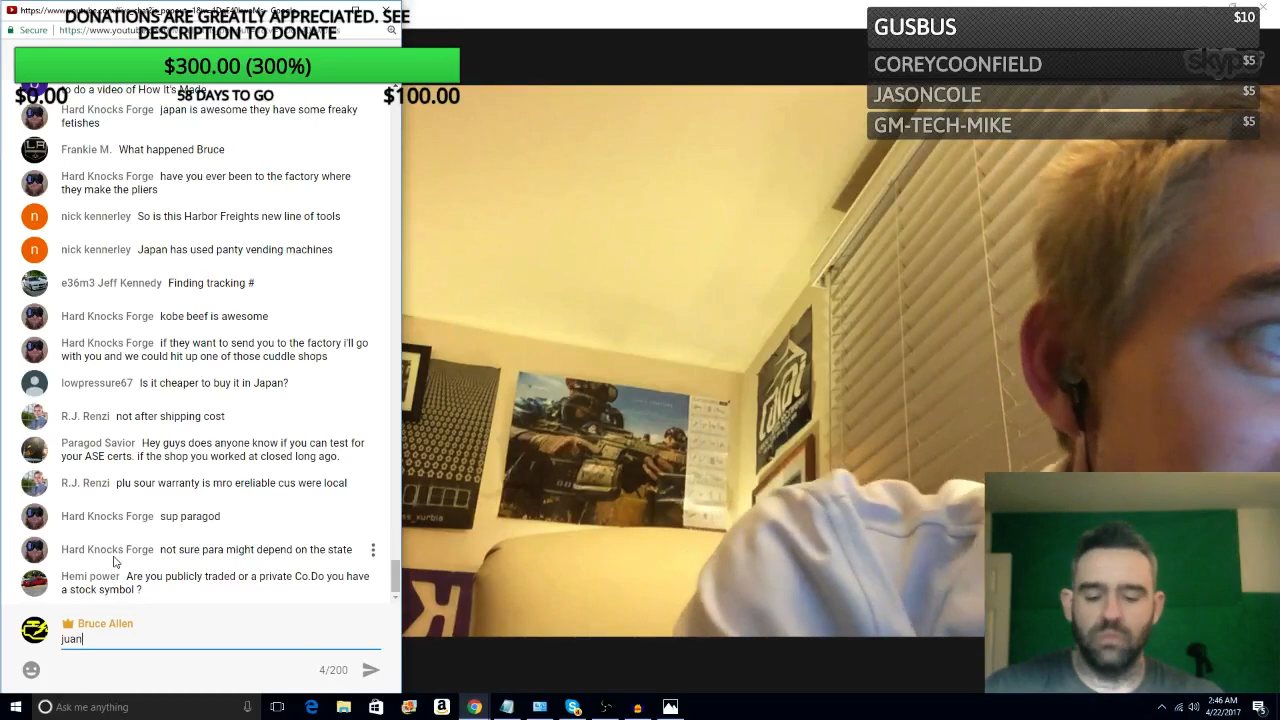 DONATIONS ARE GREATLY APPRECIATED. SEE
DESCRIPTION TO DONATE
$300.00 (300%)
$0.00
58 DAYS TO GO
$100.00
GUSBUS $10
COREYCOONFIELD $5
JASONCOLE $5
GM-TECH-MIKE $5
skype
Secure
to do a video of How It's Made
Hard Knocks Forge japan is awesome they have some freaky
fetishes
Frankie M. What happened Bruce
Hard Knocks Forge have you ever been to the factory where
they make the pliers
nick kennerley So is this Harbor Freights new line of tools
nick kennerley Japan has used panty vending machines
e36m3 Jeff Kennedy Finding tracking #
Hard Knocks Forge kobe beef is awesome
Hard Knocks Forge if they want to send you to the factory i'll go
with you and we could hit up one of those cuddle shops
lowpressure67 Is it cheaper to buy it in Japan?
R.J. Renzi not after shipping cost
Paragod Savior Hey guys does anyone know if you can test for
your ASE certs. if the shop you worked at closed long ago.
R.J. Renzi plu sour warranty is mro ereliable cus were local
Hard Knocks Forge sup paragod
Hard Knocks Forge not sure para might depend on the state
Hemi power Are you publicly traded or a private Co.Do you have
a stock symbol ?
Bruce Allen
juan
4/200
Ask me anything
2:46 AM
4/22/2017